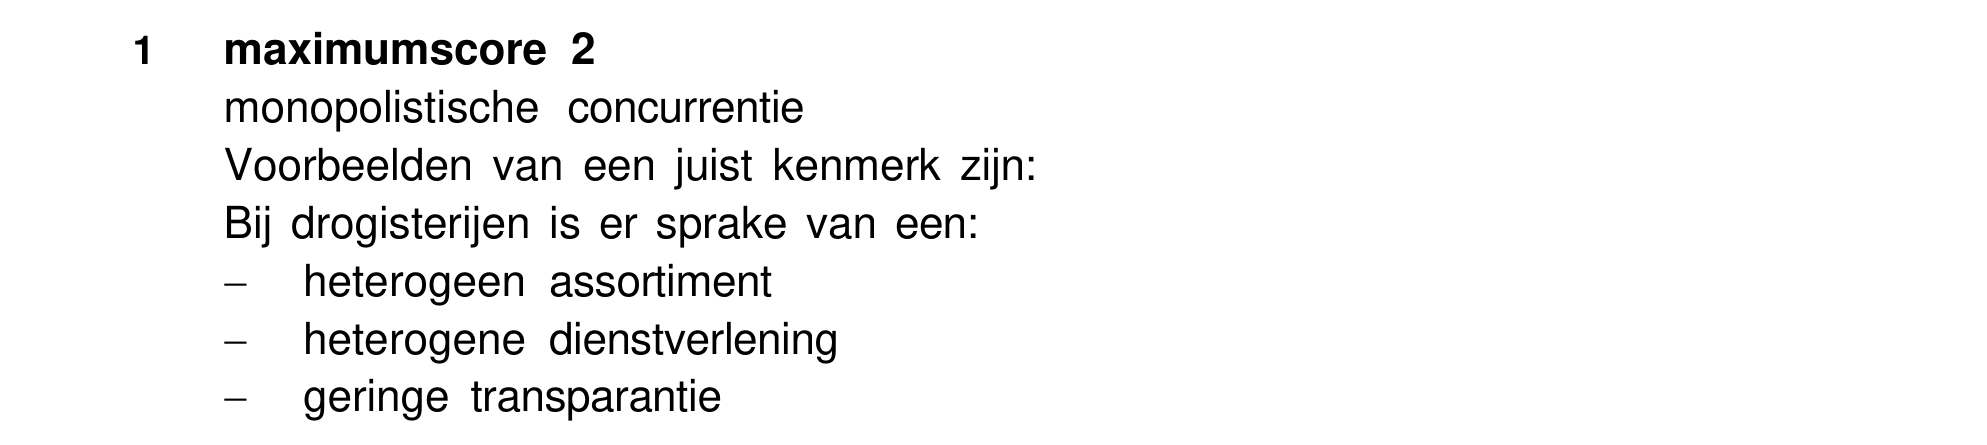 1 maximumscore 2
monopolistische concurrentie
Voorbeelden van een juist kenmerk zijn:
Bij drogisterijen is er sprake van een:
– heterogeen assortiment
– heterogene dienstverlening
– geringe transparantie